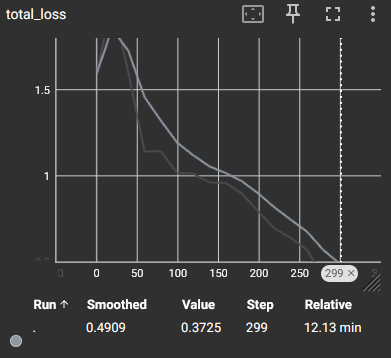 total_loss
1.5
1
0.5
0 0 50 100 150 200 250 299 3
Run Smoothed Value Step Relative
. 0.4909 0.3725 299 12.13 min